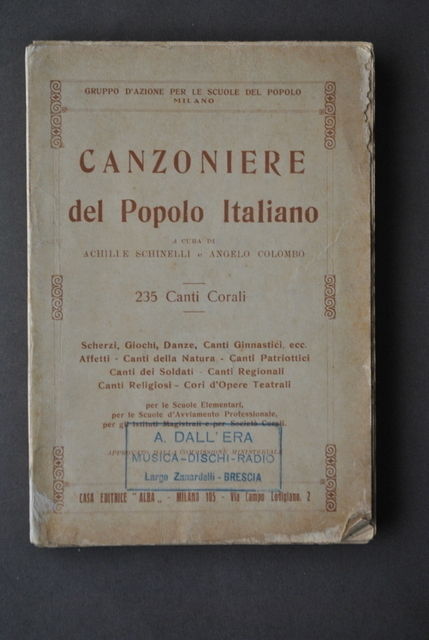 GRUPPO D'AZIONE PER LE SCUOLE DEL POPOLO
MILANO
CANZONIERE
del Popolo Italiano
A CURA DI
ACHILLE SCHINELLI e ANGELO COLOMBO
235 Canti Corali
Scherzi, Giochi, Danze, Canti Ginnastici, ecc.
Affetti - Canti della Natura - Canti Patriottici
Canti dei Soldati - Canti Regionali
Canti Religiosi - Cori d'Opere Teatrali
per le Scuole Elementari,
per le Scuole d'Avviamento Professionale,
per gli Istituti Magistrali e per Società Corali.
A. DALL'ERA
APPROVATO DALLA COMMISSIONE MINISTERIALE
MUSICA-DISCHI-RADIO
Largo Zanardelli - BRESCIA
CASA EDITRICE "ALBA" - MILANO 105 - Via Campo Lodigiano, 2